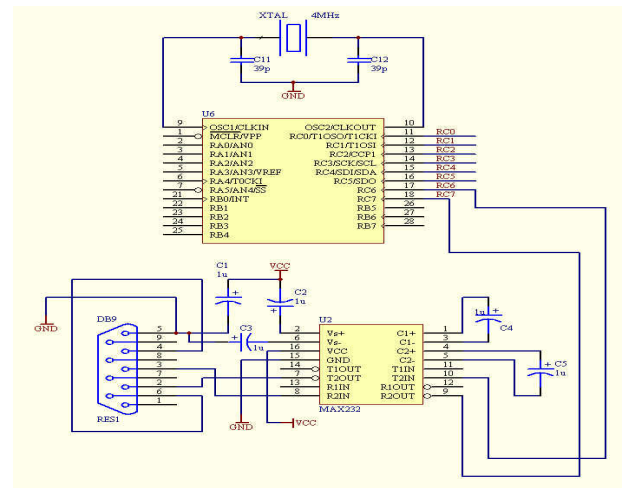 XTAL 4MHz
C11 C12
39p 39p
GND
U6
9 OSC1/CLKIN OSC2/CLKOUT 10
1 MCLR/VPP RC0/T1OSO/T1CKI 11 RC0
2 RA0/AN0 RC1/T1OSI 12 RC1
3 RA1/AN1 RC2/CCP1 13 RC2
4 RA2/AN2 RC3/SCK/SCL 14 RC3
5 RA3/AN3/VREF RC4/SDI/SDA 15 RC4
6 RA4/T0CKI RC5/SDO 16 RC5
7 RA5/AN4/SS RC6 17 RC6
21 RB0/INT RC7 18 RC7
22 RB1 RB5 26
23 RB2 RB6 27
24 RB3 RB7 28
25 RB4
C1
1u
VCC
C2
1u
GND
DB9
5
9
4
8
3
7
2
6
1
RES1
C3
1u
U2
2 Vs+ C1+ 1
6 Vs- C1- 3
16 VCC C2+ 4
15 GND C2- 5
14 T1OUT T1IN 11
7 T2OUT T2IN 10
13 R1IN R1OUT 12
8 R2IN R2OUT 9
MAX232
1u
C4
C5
1u
GND
VCC